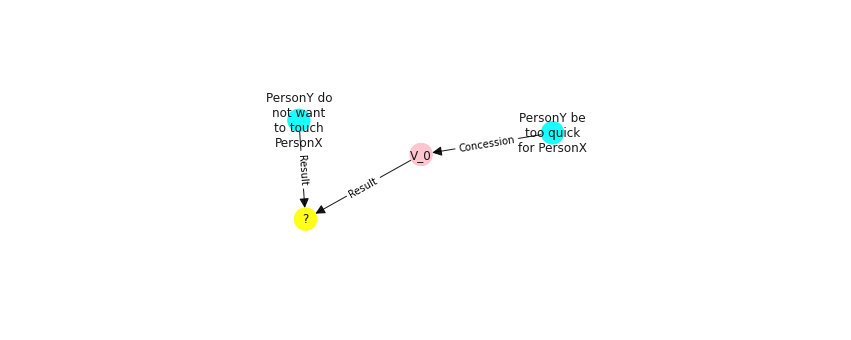 PersonY do
not want
to touch
PersonX
PersonY be
too quick
for PersonX
Concession
V_0
Result
Result
?